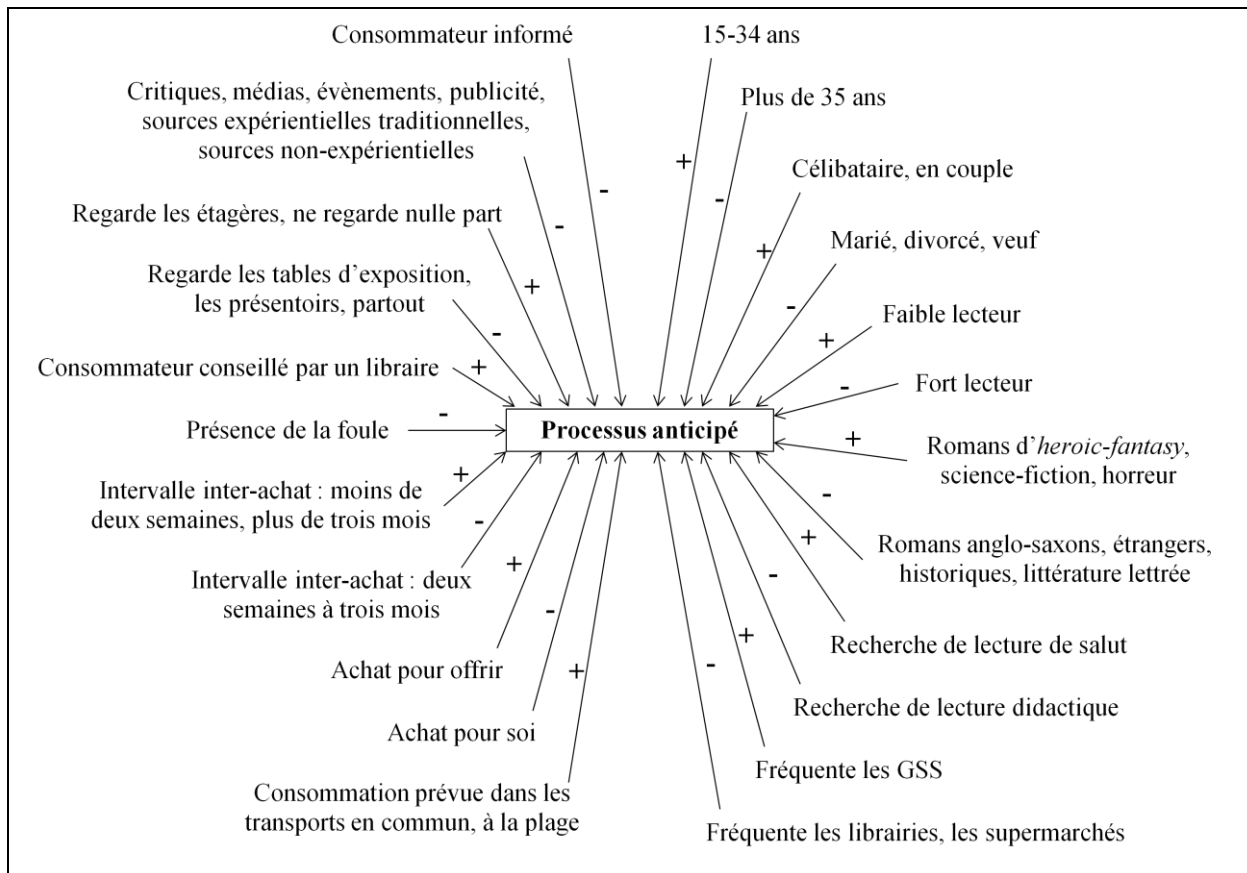 Consommateur informé
15-34 ans
Critiques, médias, évènements, publicité,
sources expérientielles traditionnelles,
sources non-expérientielles
Plus de 35 ans
+
-
-
-
Célibataire, en couple
Regarde les étagères, ne regarde nulle part
+
Marié, divorcé, veuf
+
-
Regarde les tables d’exposition,
les présentoirs, partout
-
Faible lecteur
+
Consommateur conseillé par un libraire
+
-
Fort lecteur
Présence de la foule
-
Processus anticipé
+
Romans d’heroic-fantasy,
science-fiction, horreur
Intervalle inter-achat : moins de
deux semaines, plus de trois mois
+
-
Romans anglo-saxons, étrangers,
historiques, littérature lettrée
Intervalle inter-achat : deux
semaines à trois mois
-
+
Recherche de lecture de salut
Achat pour offrir
+
-
Recherche de lecture didactique
Achat pour soi
-
+
Fréquente les GSS
Consommation prévue dans les
transports en commun, à la plage
+
-
Fréquente les librairies, les supermarchés